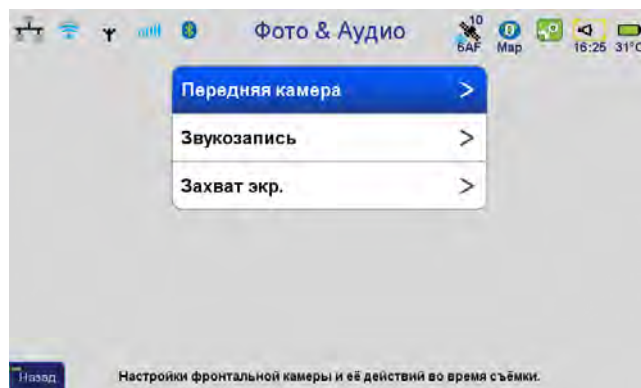 Фото & Аудио
10
6AF
Map
16:25
31°C
Передняя камера
Звукозапись
Захват экр.
Назад
Настройки фронтальной камеры и её действий во время съёмки.